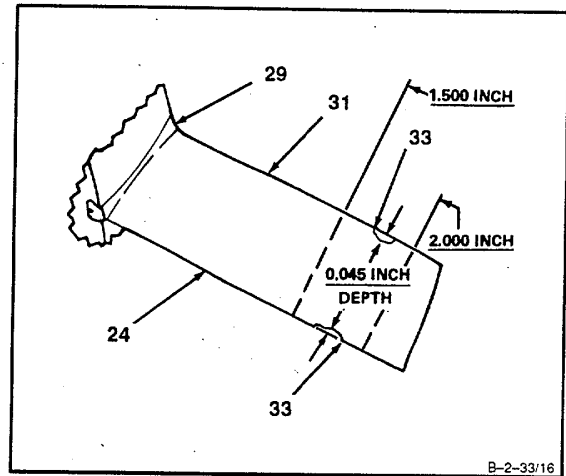 29
31
1.500 INCH
33
2.000 INCH
0.045 INCH
DEPTH
24
33
B-2-33/16